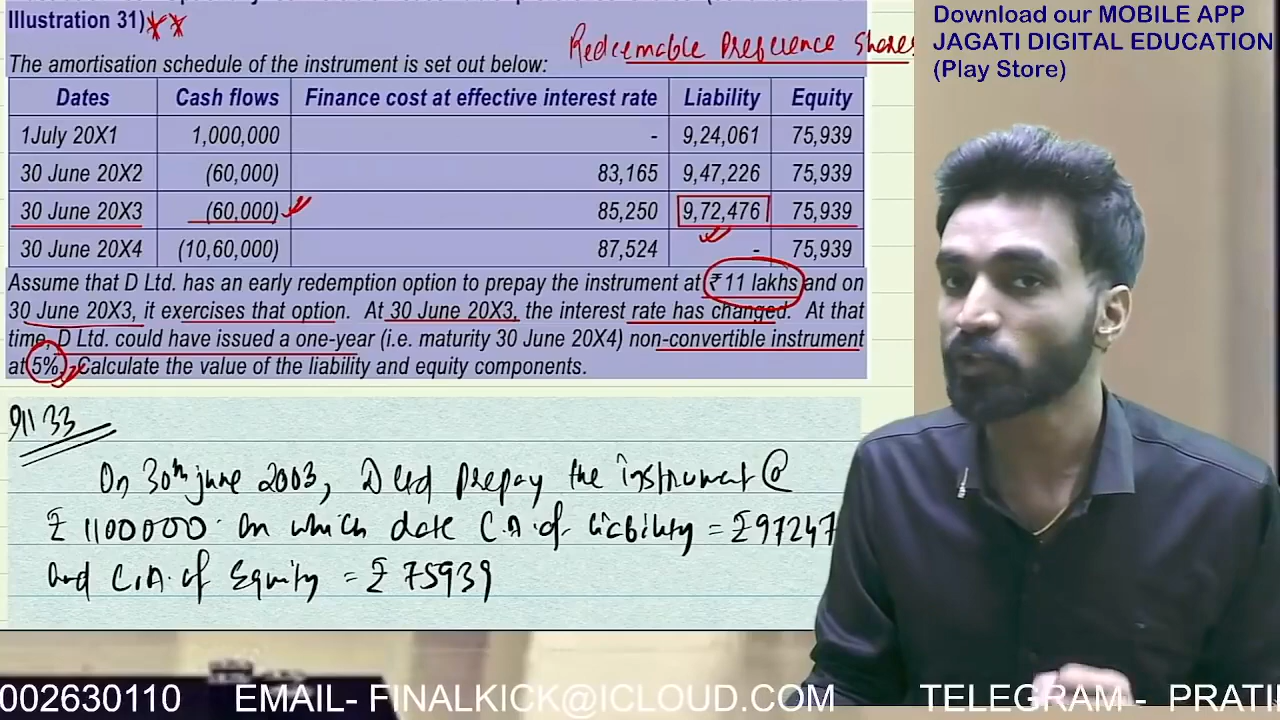 Illustration 31)
Redeemable Preference Shares
The amortisation schedule of the instrument is set out below:
Dates Cash flows Finance cost at effective interest rate Liability Equity
1July 20X1 1,000,000 - 9,24,061 75,939
30 June 20X2 (60,000) 83,165 9,47,226 75,939
30 June 20X3 (60,000) 85,250 9,72,476 75,939
30 June 20X4 (10,60,000) 87,524 - 75,939
Assume that D Ltd. has an early redemption option to prepay the instrument at ₹ 11 lakhs and on
30 June 20X3, it exercises that option. At 30 June 20X3, the interest rate has changed. At that
time, D Ltd. could have issued a one-year (i.e. maturity 30 June 20X4) non-convertible instrument
at 5%. Calculate the value of the liability and equity components.
On 30th june 2003, D Ltd prepay the instrument @
₹ 1100000. On which date C.A. of liability = ₹97247
and C.A. of Equity = ₹ 75939
Download our MOBILE APP
JAGATI DIGITAL EDUCATION
(Play Store)
002630110 EMAIL- FINALKICK@ICLOUD.COM TELEGRAM - PRATI